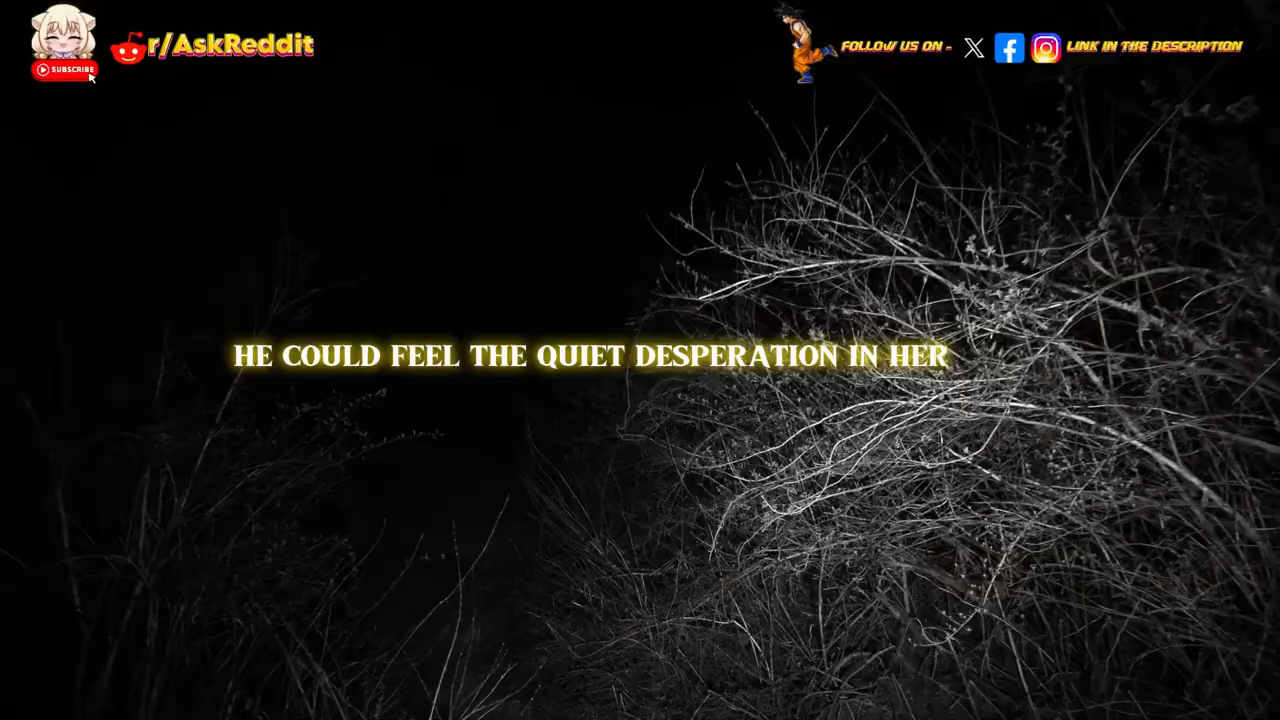 r/AskReddit
SUBSCRIBE
FOLLOW US ON -
LINK IN THE DESCRIPTION
HE COULD FEEL THE QUIET DESPERATION IN HER